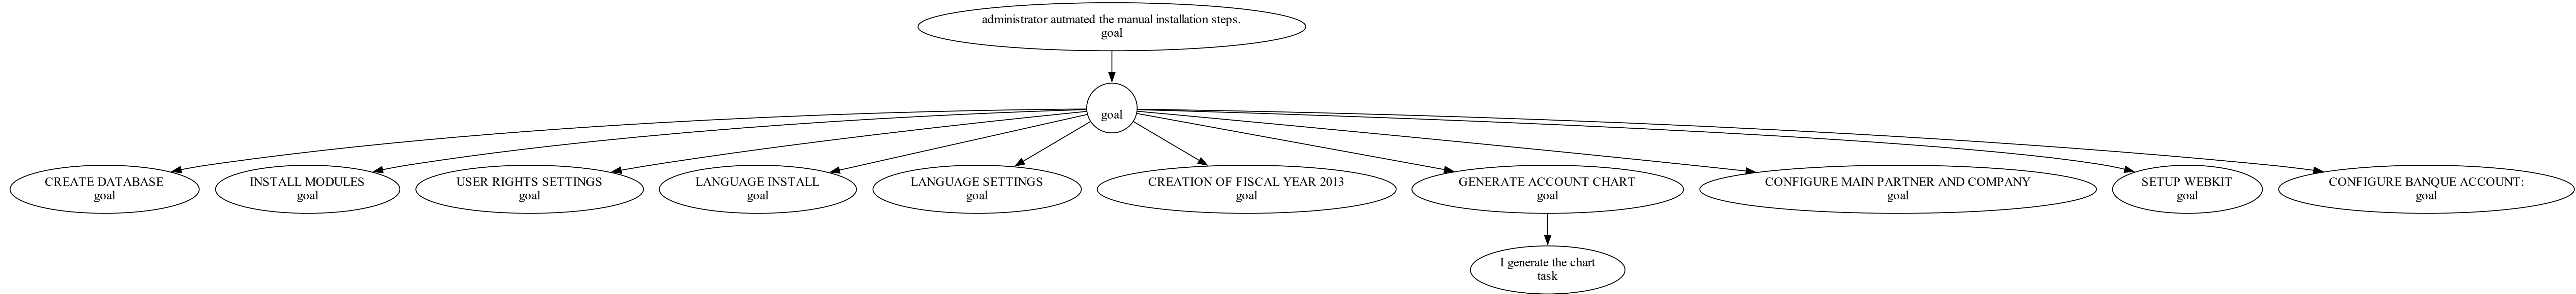 administrator autmated the manual installation steps.
goal
goal
CREATE DATABASE
goal
INSTALL MODULES
goal
USER RIGHTS SETTINGS
goal
LANGUAGE INSTALL
goal
LANGUAGE SETTINGS
goal
CREATION OF FISCAL YEAR 2013
goal
GENERATE ACCOUNT CHART
goal
CONFIGURE MAIN PARTNER AND COMPANY
goal
SETUP WEBKIT
goal
CONFIGURE BANQUE ACCOUNT:
goal
I generate the chart
task